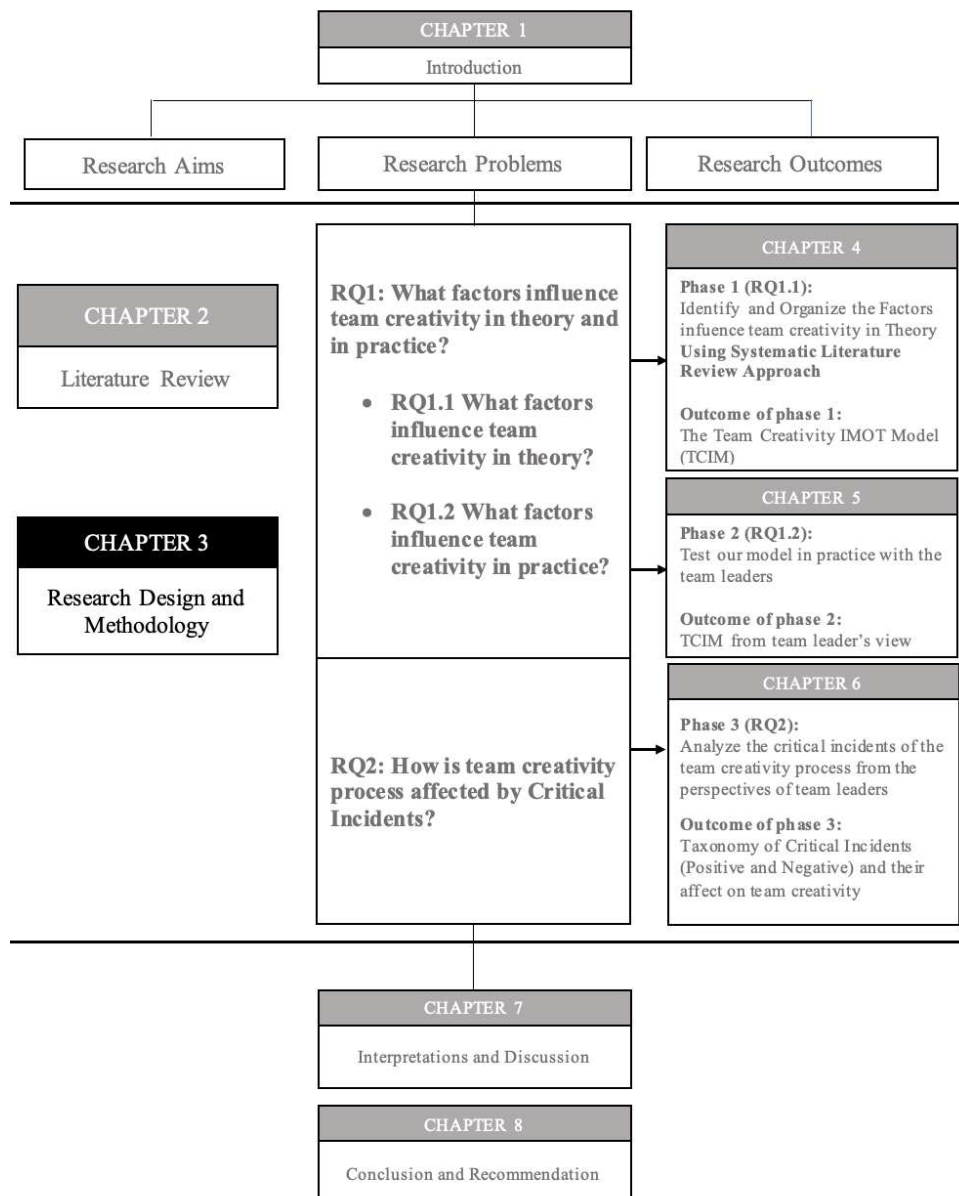 CHAPTER 1
Introduction
Research Aims
Research Problems
Research Outcomes
CHAPTER 2
Literature Review
CHAPTER 3
Research Design and
Methodology
RQ1: What factors influence
team creativity in theory and
in practice?
• RQ1.1 What factors
influence team
creativity in theory?
• RQ1.2 What factors
influence team
creativity in practice?
RQ2: How is team creativity
process affected by Critical
Incidents?
CHAPTER 4
Phase 1 (RQ1.1):
Identify and Organize the Factors
infuence team creativity in Theory
Using Systematic Literature
Review Approach
Outcome of phase 1:
The Team Creativity IMOT Model
(TCIM)
CHAPTER 5
Phase 2 (RQ1.2):
Test our model in practice with the
team leaders
Outcome of phase 2:
TCIM from team leader's view
CHAPTER 6
Phase 3 (RQ2):
Analyze the critical incidents of the
team creativity process from the
perspectives of team leaders
Outcome of phase 3:
Taxonomy of Critical Incidents
(Positive and Negative) and their
affect on team creativity
CHAPTER 7
Interpretations and Discussion
CHAPTER 8
Conclusion and Recommendation